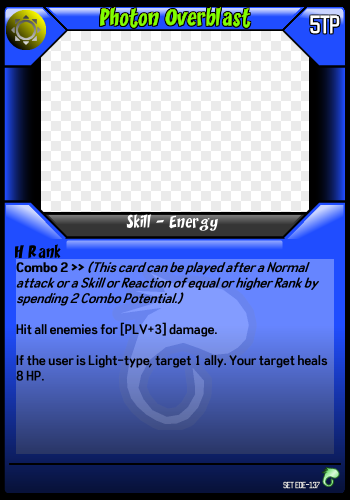 Photon Overblast
5TP
Skill - Energy
H Rank
Combo 2 >> (This card can be played after a Normal
attack or a Skill or Reaction of equal or higher Rank by
spending 2 Combo Potential.)
Hit all enemies for [PLV+3] damage.
If the user is Light-type, target 1 ally. Your target heals
8 HP.
SET EDE-137